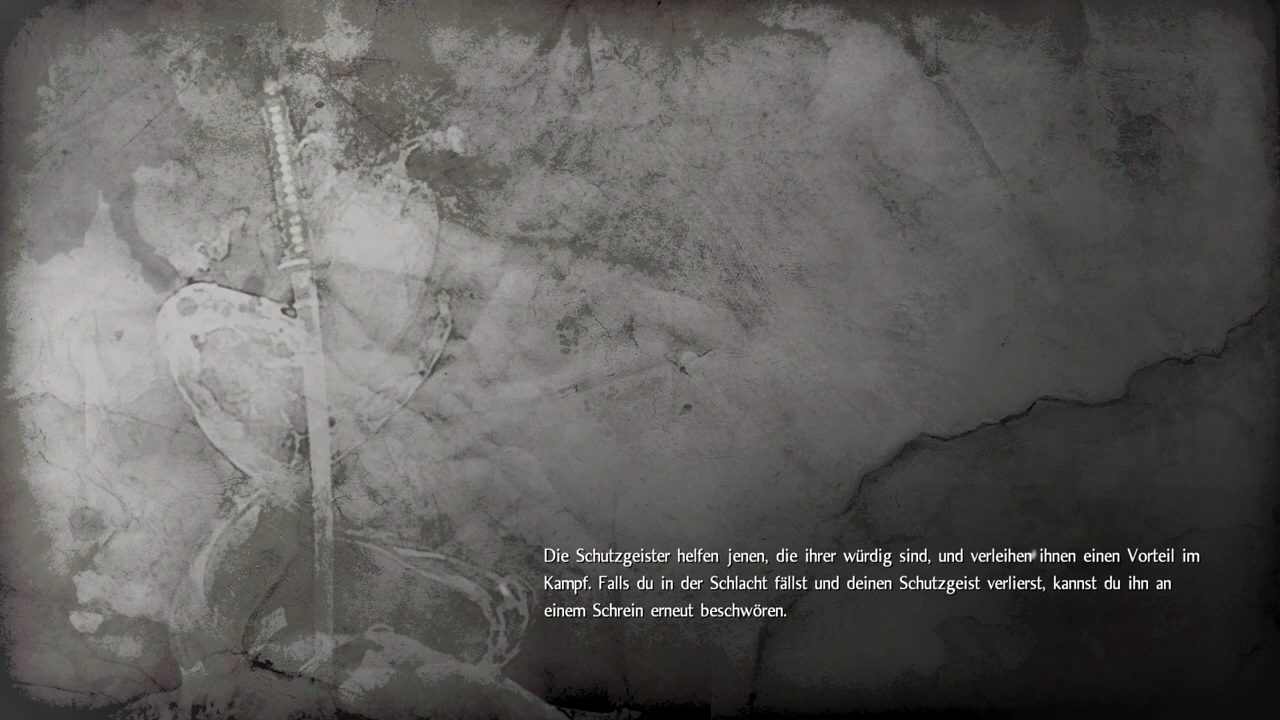 Die Schutzgeister helfen jenen, die ihrer würdig sind, und verleihen ihnen einen Vorteil im
Kampf. Falls du in der Schlacht fällst und deinen Schutzgeist verlierst, kannst du ihn an
einem Schrein erneut beschwören.